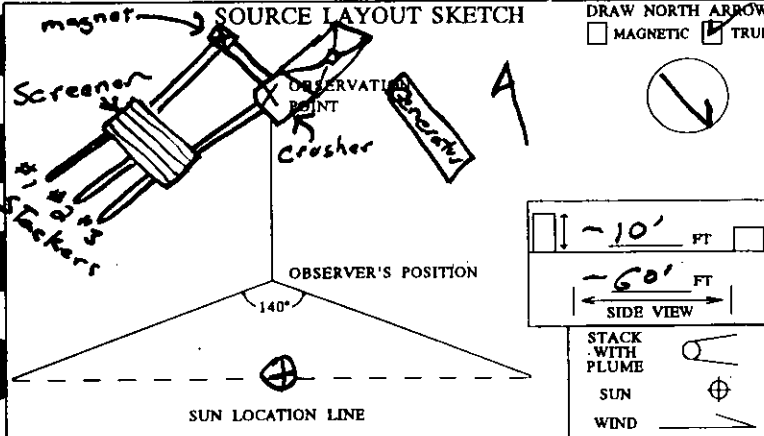 SOURCE LAYOUT SKETCH
DRAW NORTH ARROW
MAGNETIC TRUE
magnet
Screener
OBSERVATION
POINT
Generator
Crusher
#1
#2
#3
Stackers
~10' FT
OBSERVER'S POSITION
~60' FT
140°
SIDE VIEW
STACK
WITH
PLUME
SUN
WIND
SUN LOCATION LINE